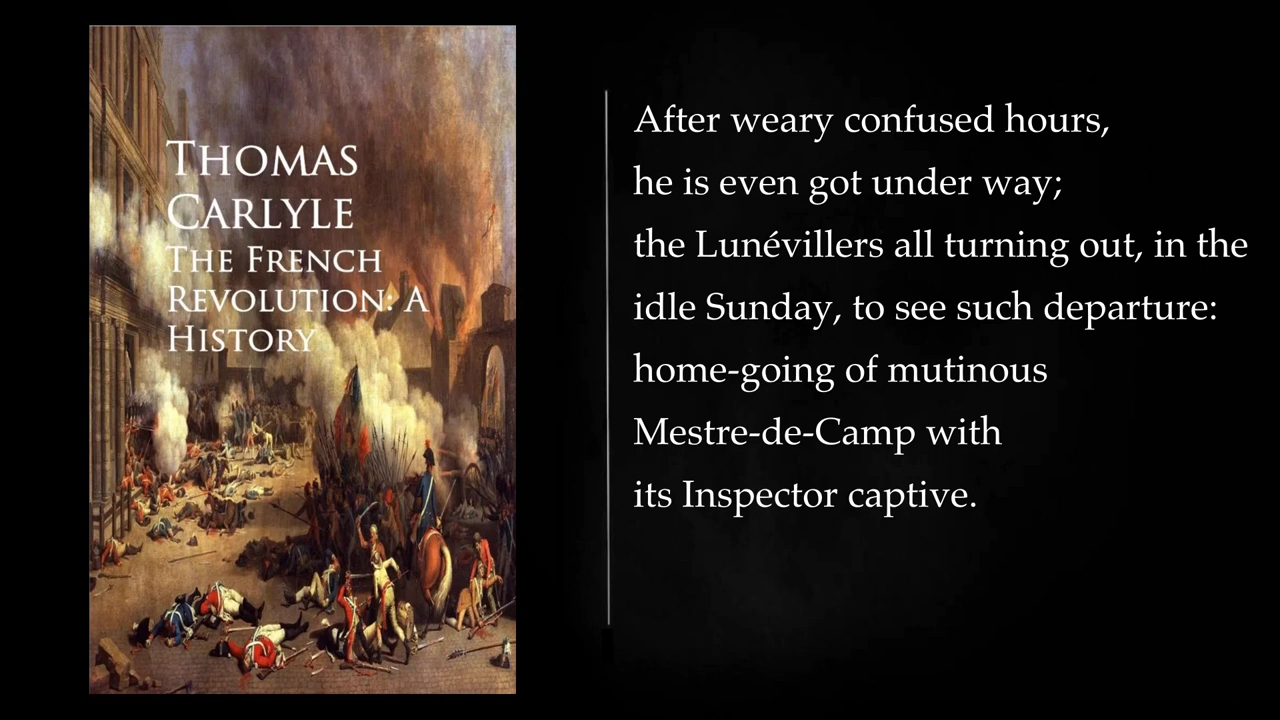 THOMAS
CARLYLE
THE FRENCH
REVOLUTION: A
HISTORY
After weary confused hours,
he is even got under way;
the Lunévillers all turning out, in the
idle Sunday, to see such departure:
home-going of mutinous
Mestre-de-Camp with
its Inspector captive.